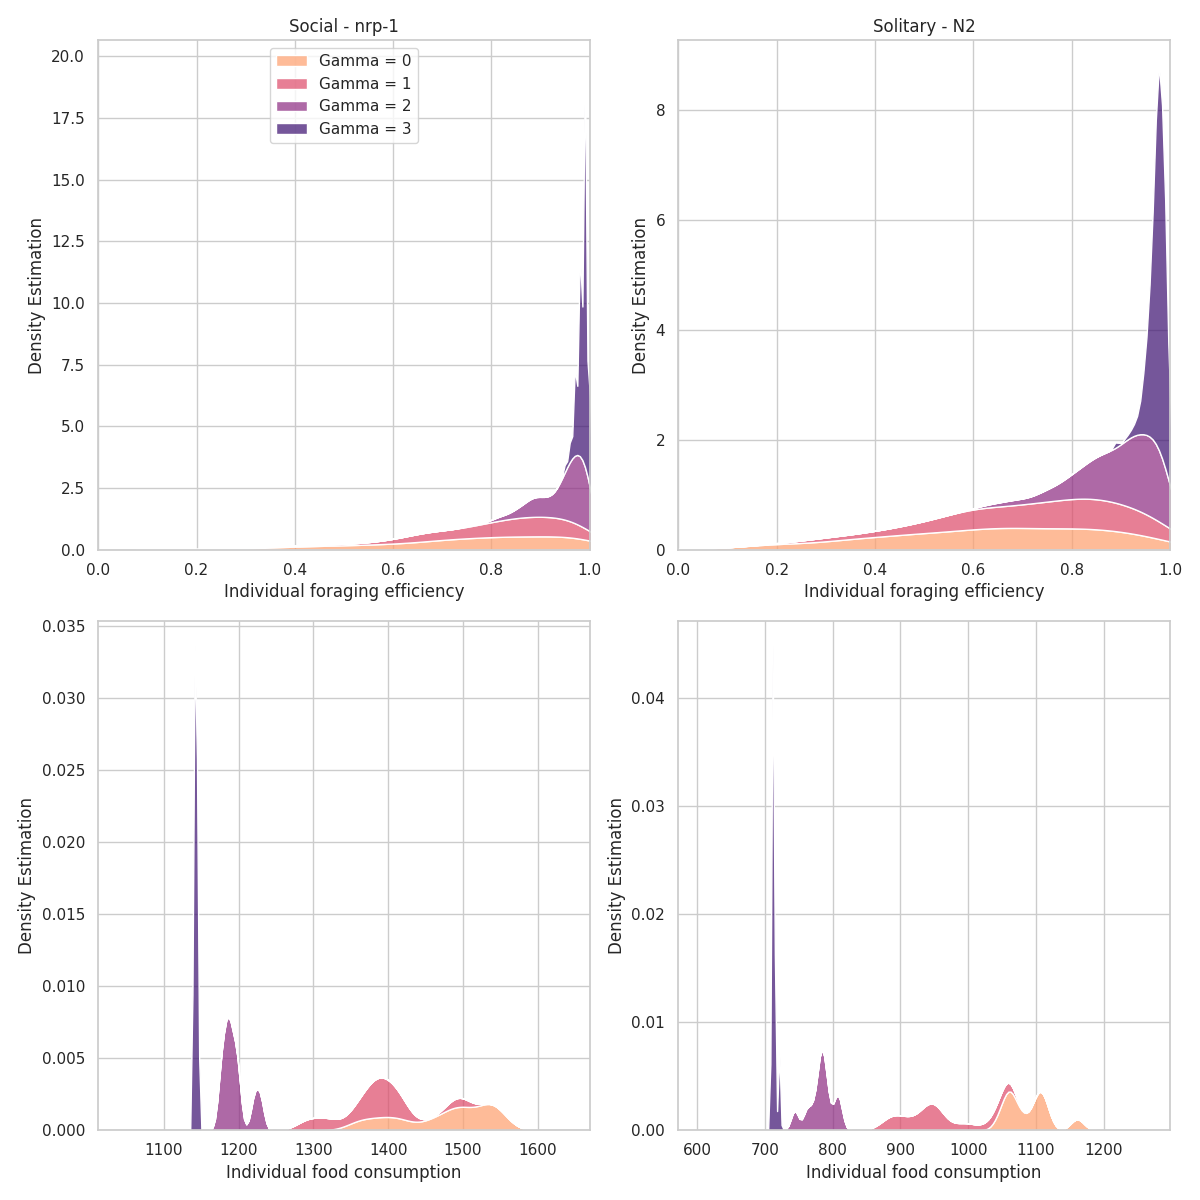 Social - nrp-1
Solitary - N2
Gamma = 0
Gamma = 1
Gamma = 2
Gamma = 3
Density Estimation
20.0
17.5
15.0
12.5
10.0
7.5
5.0
2.5
0.0
0.0 0.2 0.4 0.6 0.8 1.0
Individual foraging efficiency
Density Estimation
8
6
4
2
0
0.0 0.2 0.4 0.6 0.8 1.0
Individual foraging efficiency
Density Estimation
0.035
0.030
0.025
0.020
0.015
0.010
0.005
0.000
1100 1200 1300 1400 1500 1600
Individual food consumption
Density Estimation
0.04
0.03
0.02
0.01
0.00
600 700 800 900 1000 1100 1200
Individual food consumption